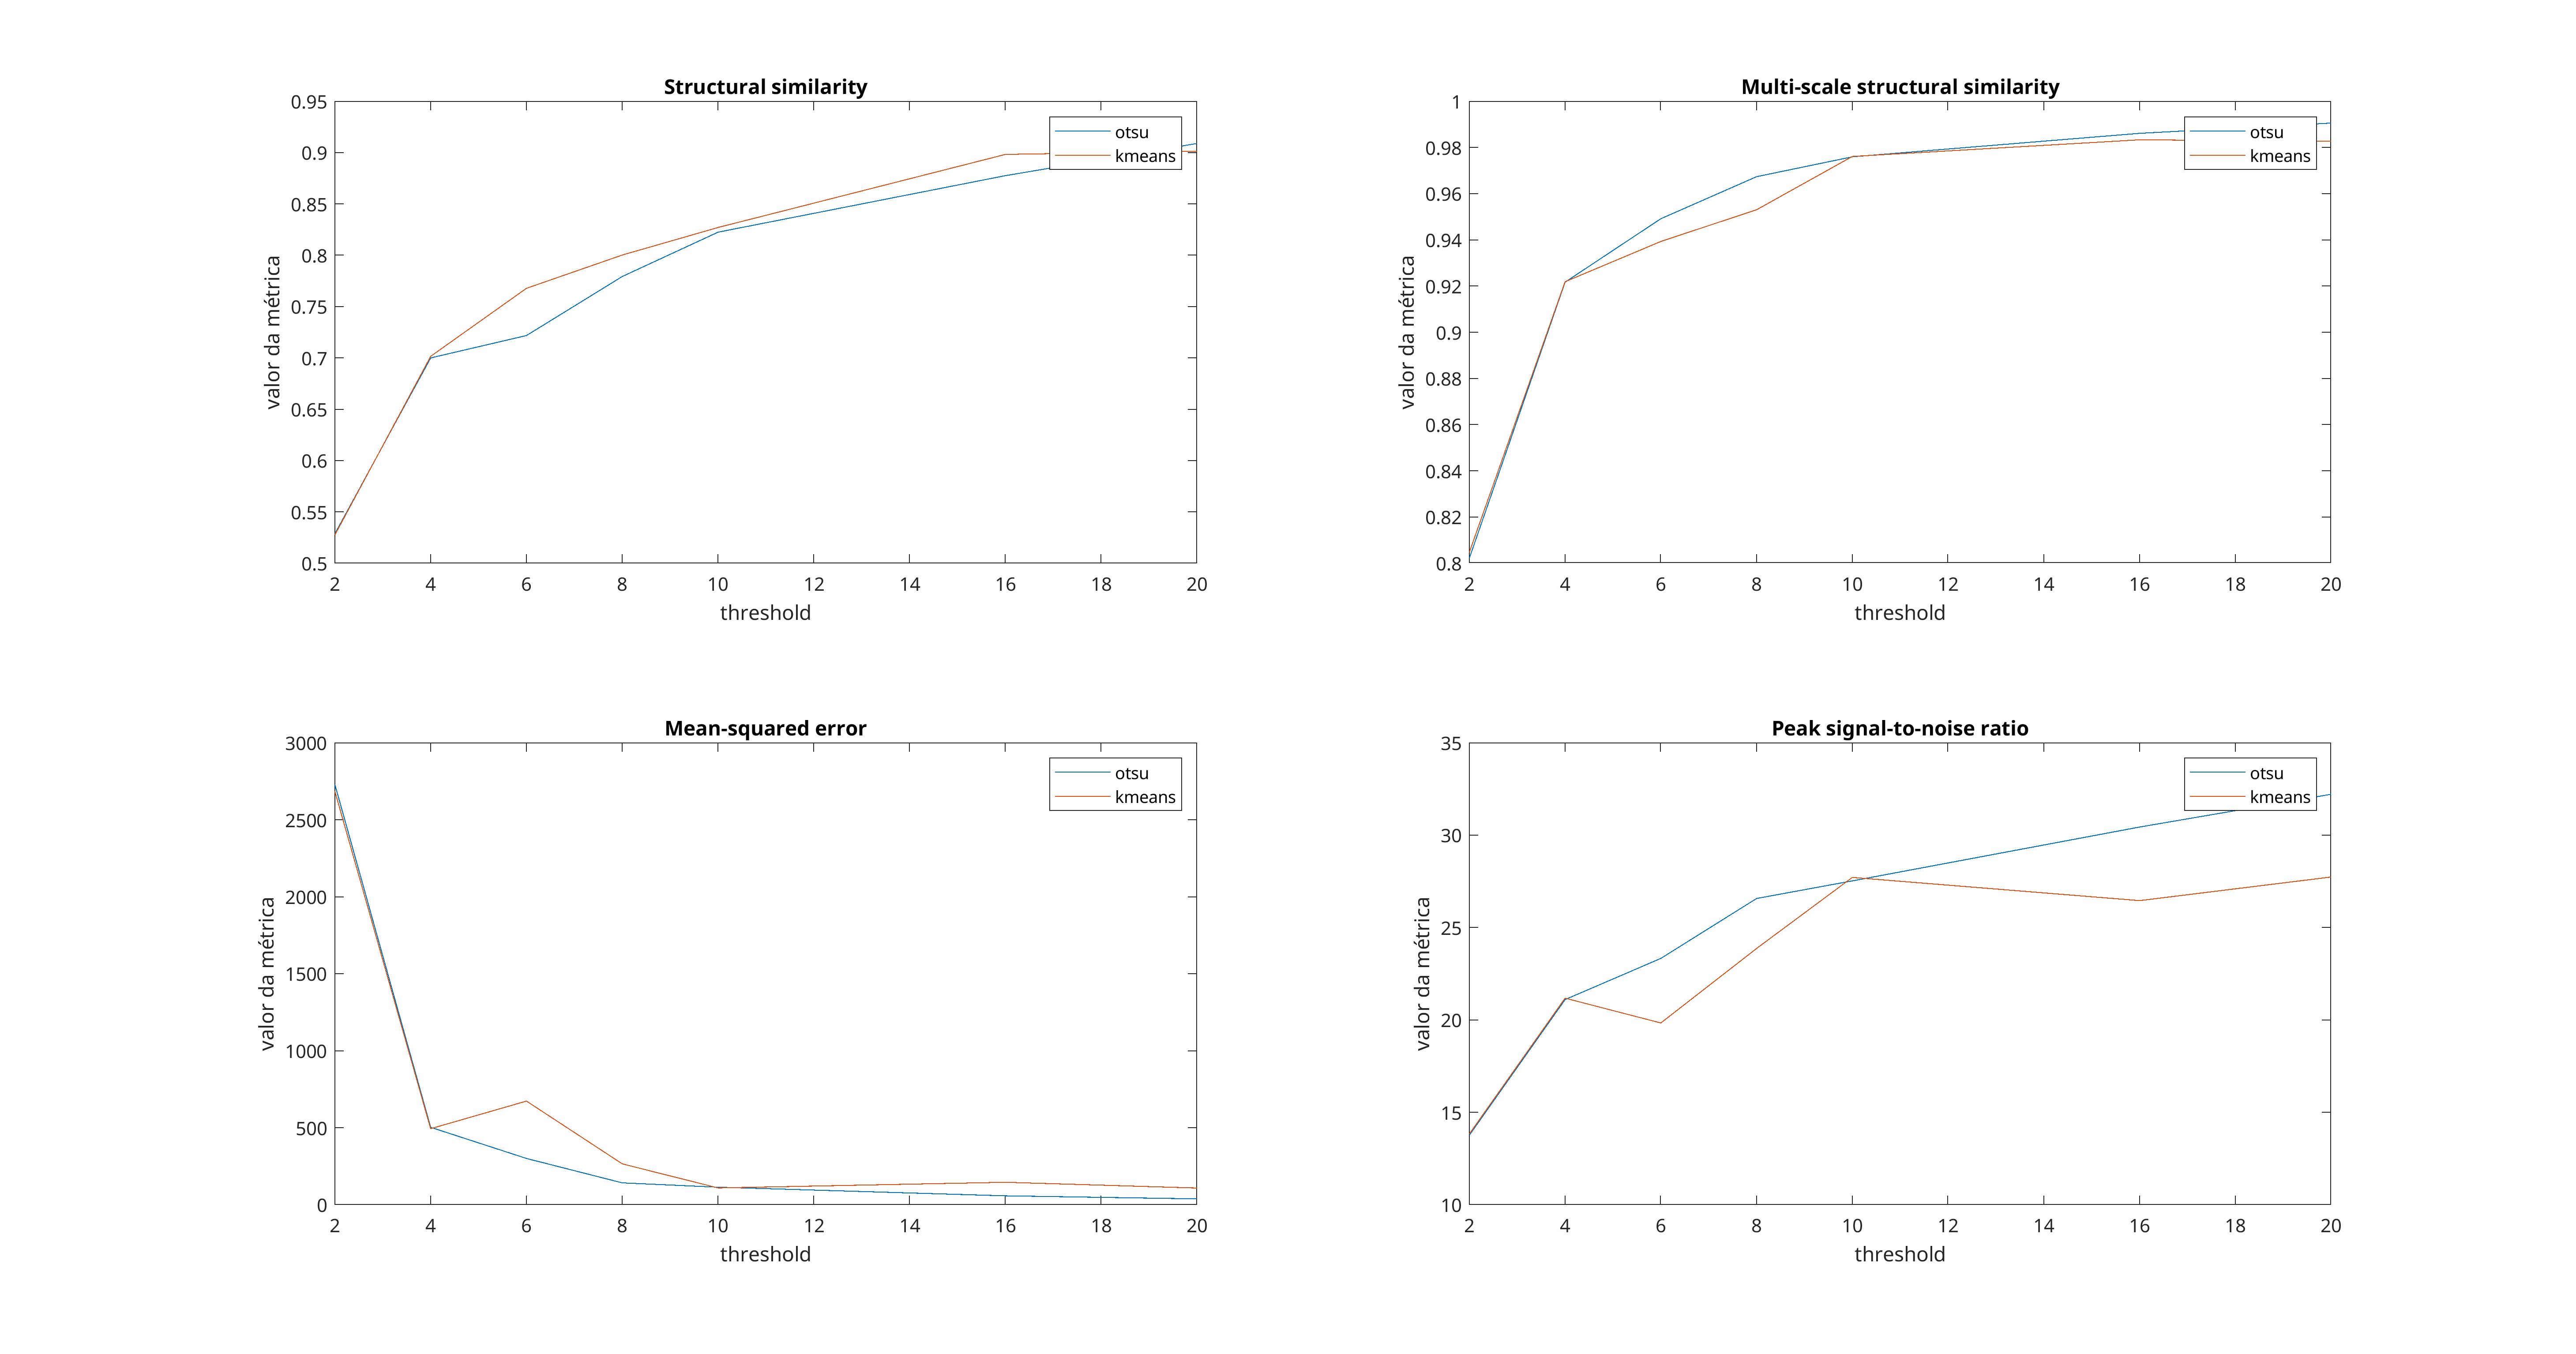 Structural similarity
0.95
0.9
0.85
0.8
0.75
0.7
0.65
0.6
0.55
0.5
valor da métrica
otsu
kmeans
2 4 6 8 10 12 14 16 18 20
threshold
Multi-scale structural similarity
1
0.98
0.96
0.94
0.92
0.9
0.88
0.86
0.84
0.82
0.8
valor da métrica
otsu
kmeans
2 4 6 8 10 12 14 16 18 20
threshold
Mean-squared error
3000
2500
2000
1500
1000
500
0
valor da métrica
otsu
kmeans
2 4 6 8 10 12 14 16 18 20
threshold
Peak signal-to-noise ratio
35
30
25
20
15
10
valor da métrica
otsu
kmeans
2 4 6 8 10 12 14 16 18 20
threshold